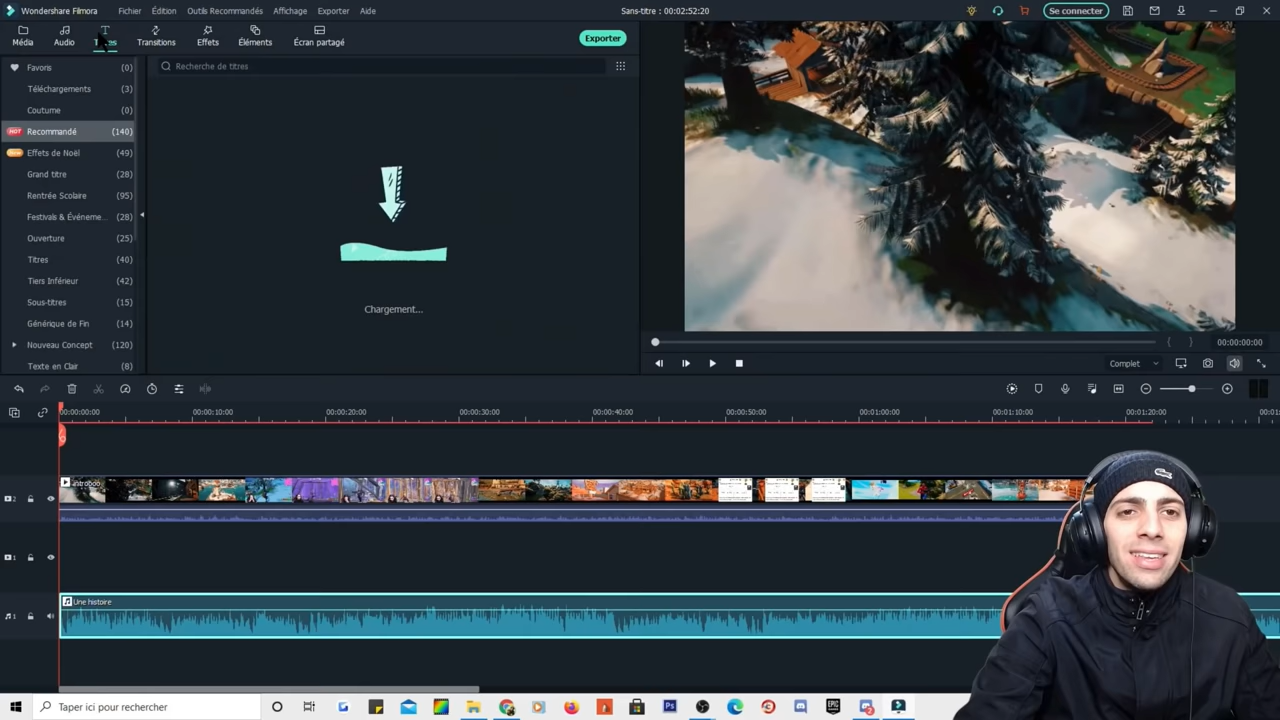 Wondershare Filmora
Fichier
Édition
Outils Recommandés
Affichage
Exporter
Aide
Sans-titre : 00:02:52:20
Se connecter
Média
Audio
Transitions
Effets
Éléments
Écran partagé
Exporter
Favoris (0)
Téléchargements (3)
Coutume (0)
HOT Recommandé (140)
Effets de Noël (49)
Grand titre (28)
Rentrée Scolaire (95)
Festivals & Événeme... (28)
Ouverture (25)
Titres (40)
Tiers Inférieur (42)
Sous-titres (15)
Générique de Fin (14)
Nouveau Concept (120)
Texte en Clair (8)
Recherche de titres
Chargement...
00:00:00:00
Complet
00:00:00:00
00:00:10:00
00:00:20:00
00:00:30:00
00:00:40:00
00:00:50:00
00:01:00:00
00:01:10:00
00:01:20:00
2
1
Une histoire
1
Taper ici pour rechercher
Ps
EPIC